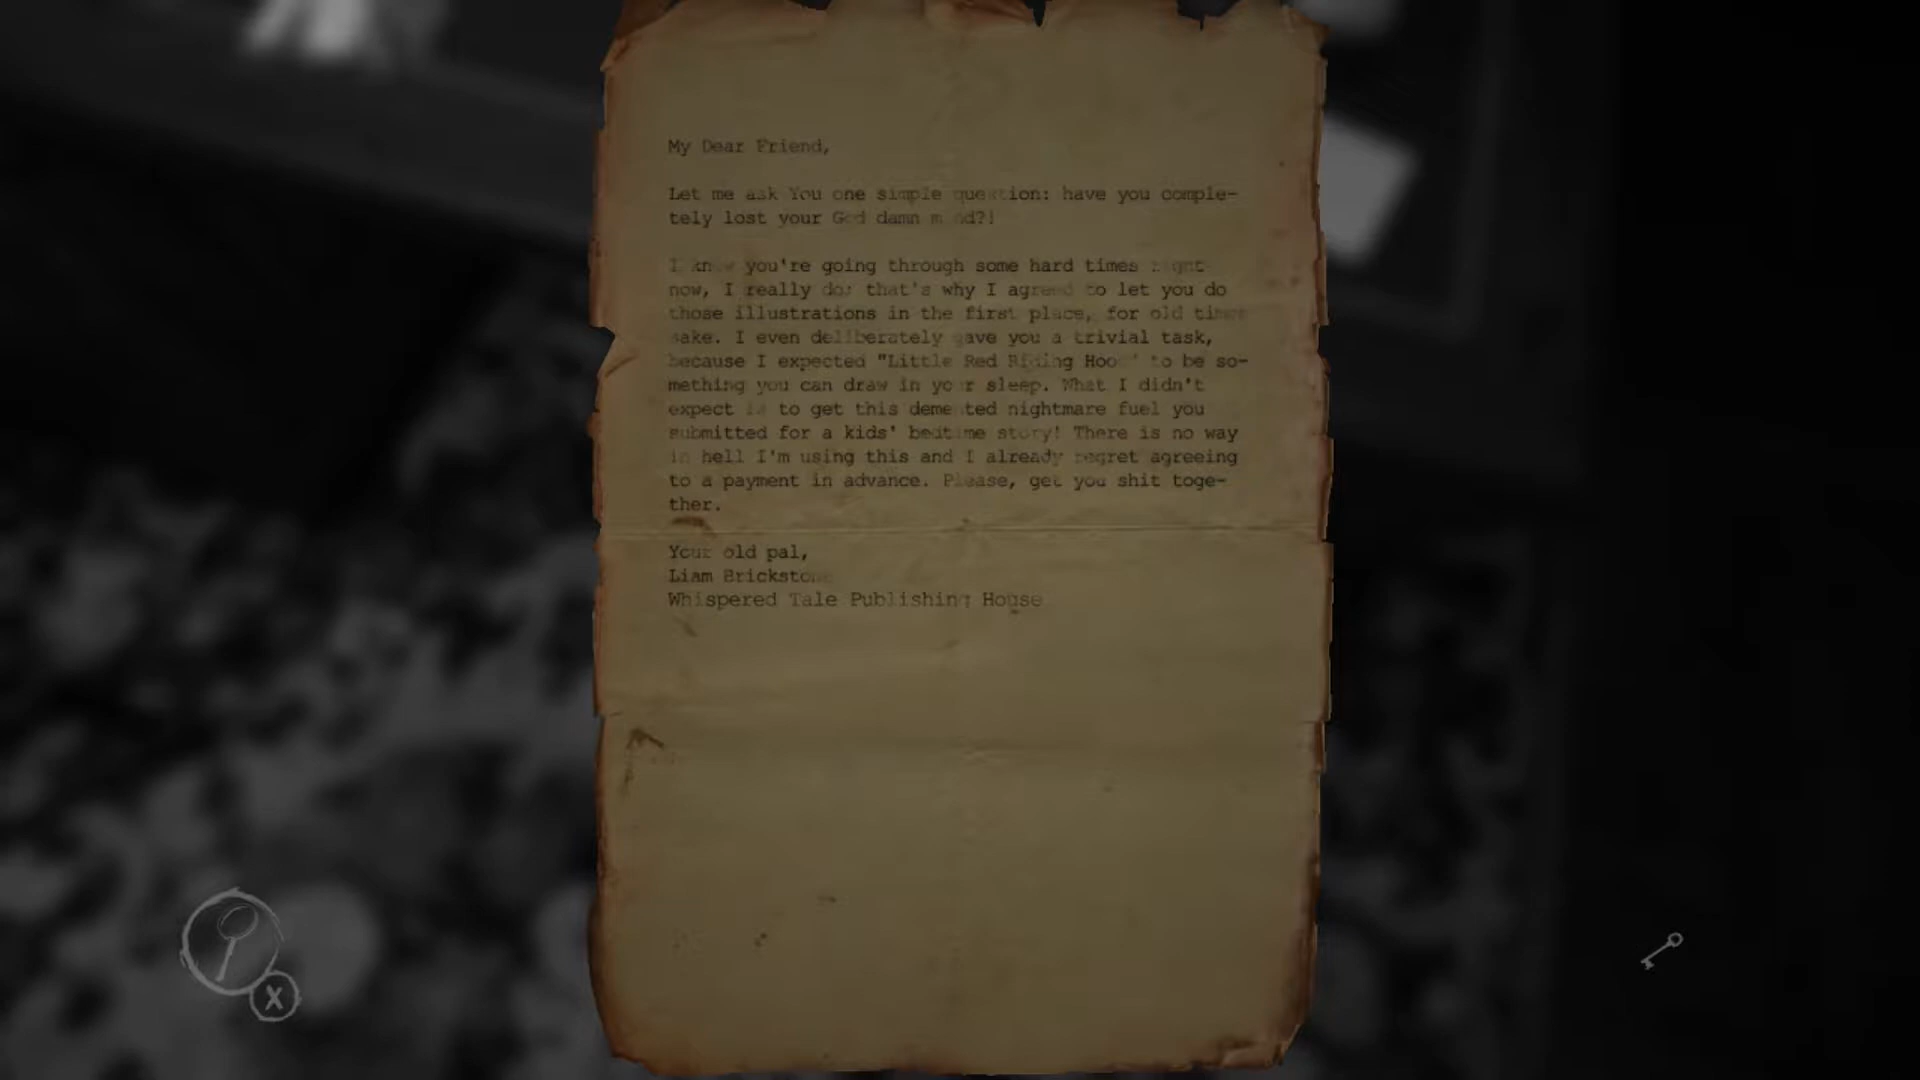 My Dear Friend,
Let me ask You one simple question: have you comple-
tely lost your God damn mind?!
I know you're going through some hard times right
now, I really do; that's why I agreed to let you do
those illustrations in the first place, for old times
sake. I even deliberately gave you a trivial task,
because I expected "Little Red Riding Hood" to be so-
mething you can draw in your sleep. What I didn't
expect is to get this demented nightmare fuel you
submitted for a kids' bedtime story! There is no way
in hell I'm using this and I already regret agreeing
to a payment in advance. Please, get you shit toge-
ther.
Your old pal,
Liam Brickstone
Whispered Tale Publishing House
X